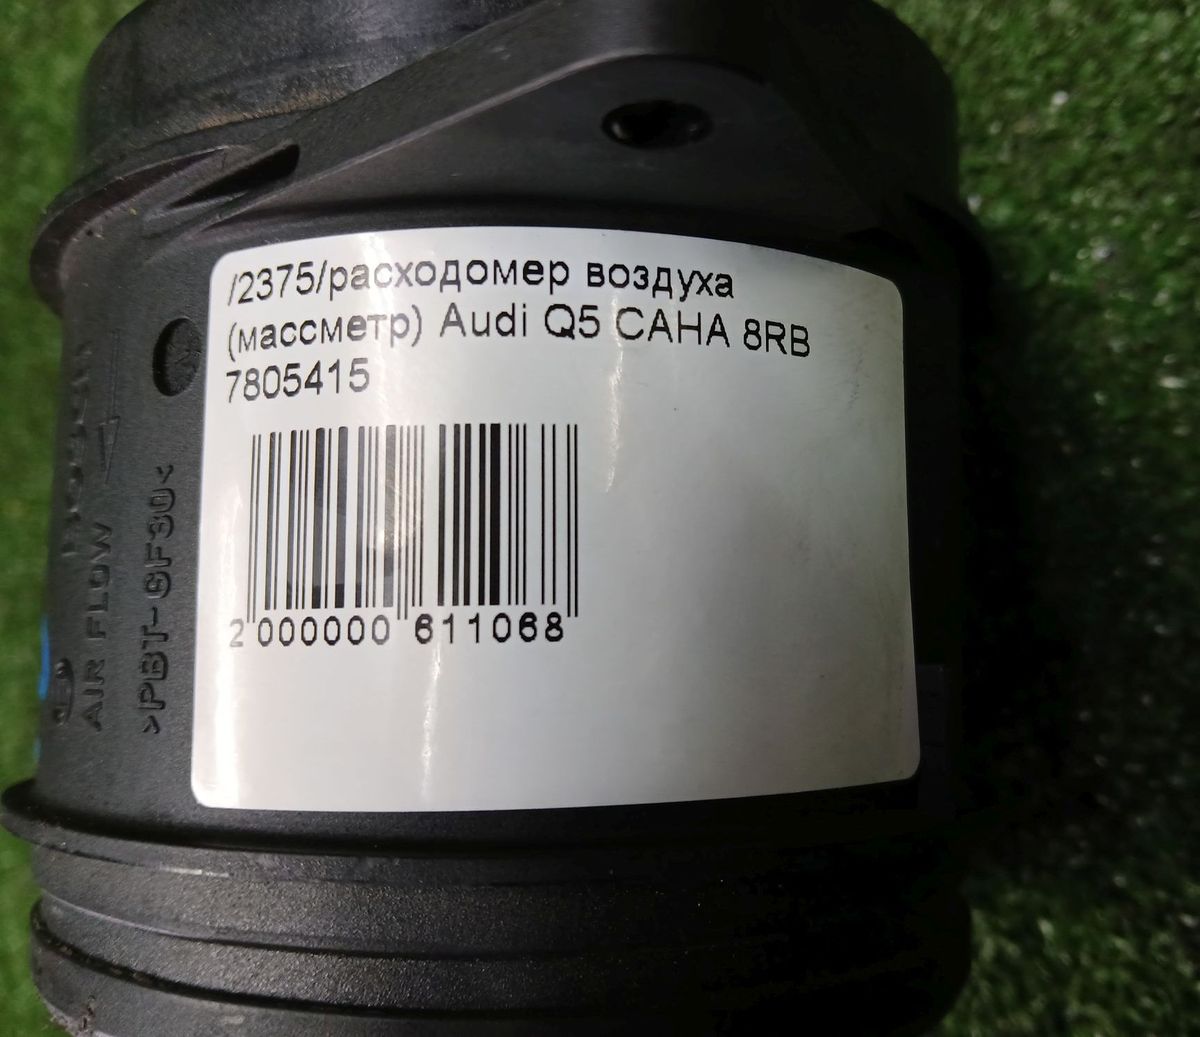 /2375/расходомер воздуха
(массметр) Audi Q5 CAHA 8RB
7805415
2 000000 611068
AIR FLOW
>PBT-GF30<